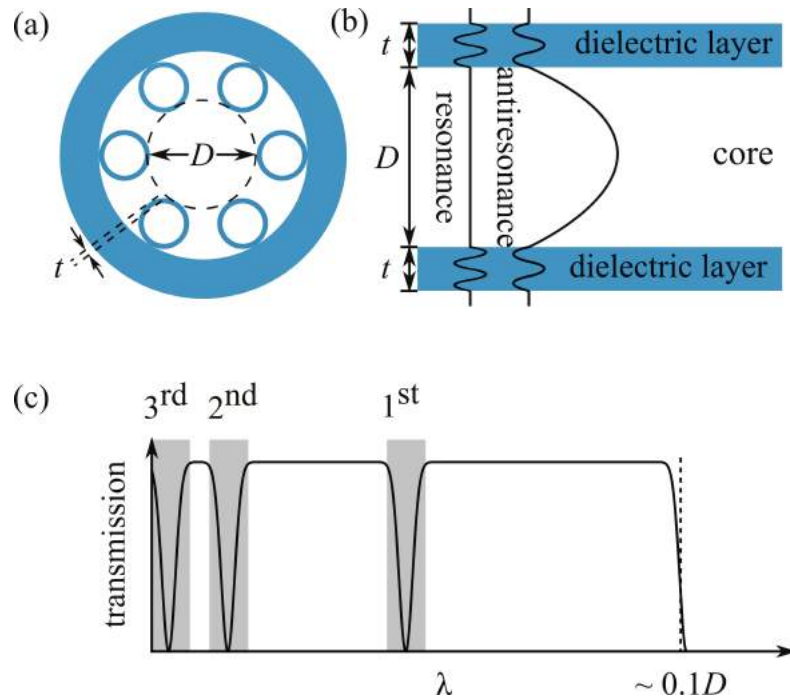 (a)
D
t
(b)
t
dielectric layer
D
resonance
antiresonance
core
t
dielectric layer
(c)
3rd 2nd 1st
transmission
λ
~ 0.1D